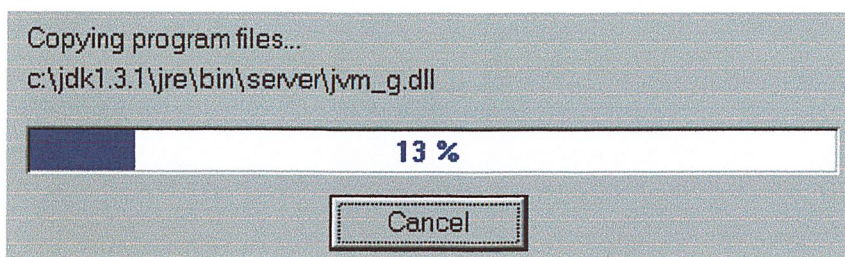 Copying program files...
c:\jdk1.3.1\jre\bin\server\jvm_g.dll
13 %
Cancel